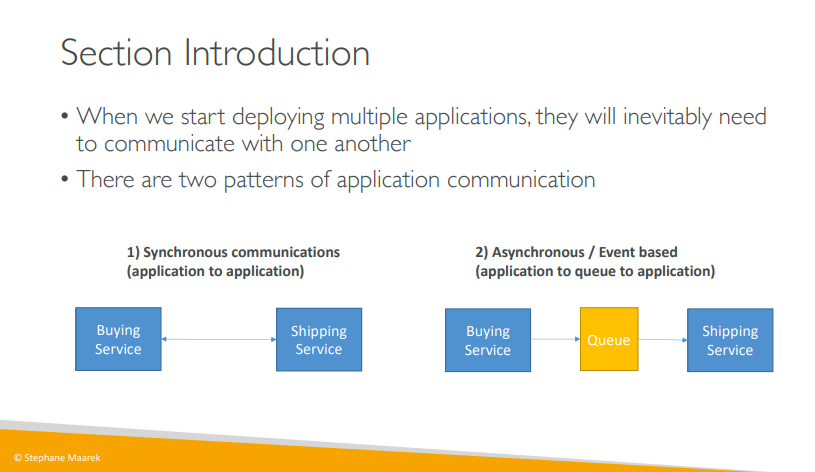 Section Introduction
• When we start deploying multiple applications, they will inevitably need
to communicate with one another
• There are two patterns of application communication
1) Synchronous communications
(application to application)
2) Asynchronous / Event based
(application to queue to application)
Buying
Service
Shipping
Service
Buying
Service
Queue
Shipping
Service
© Stephane Maarek